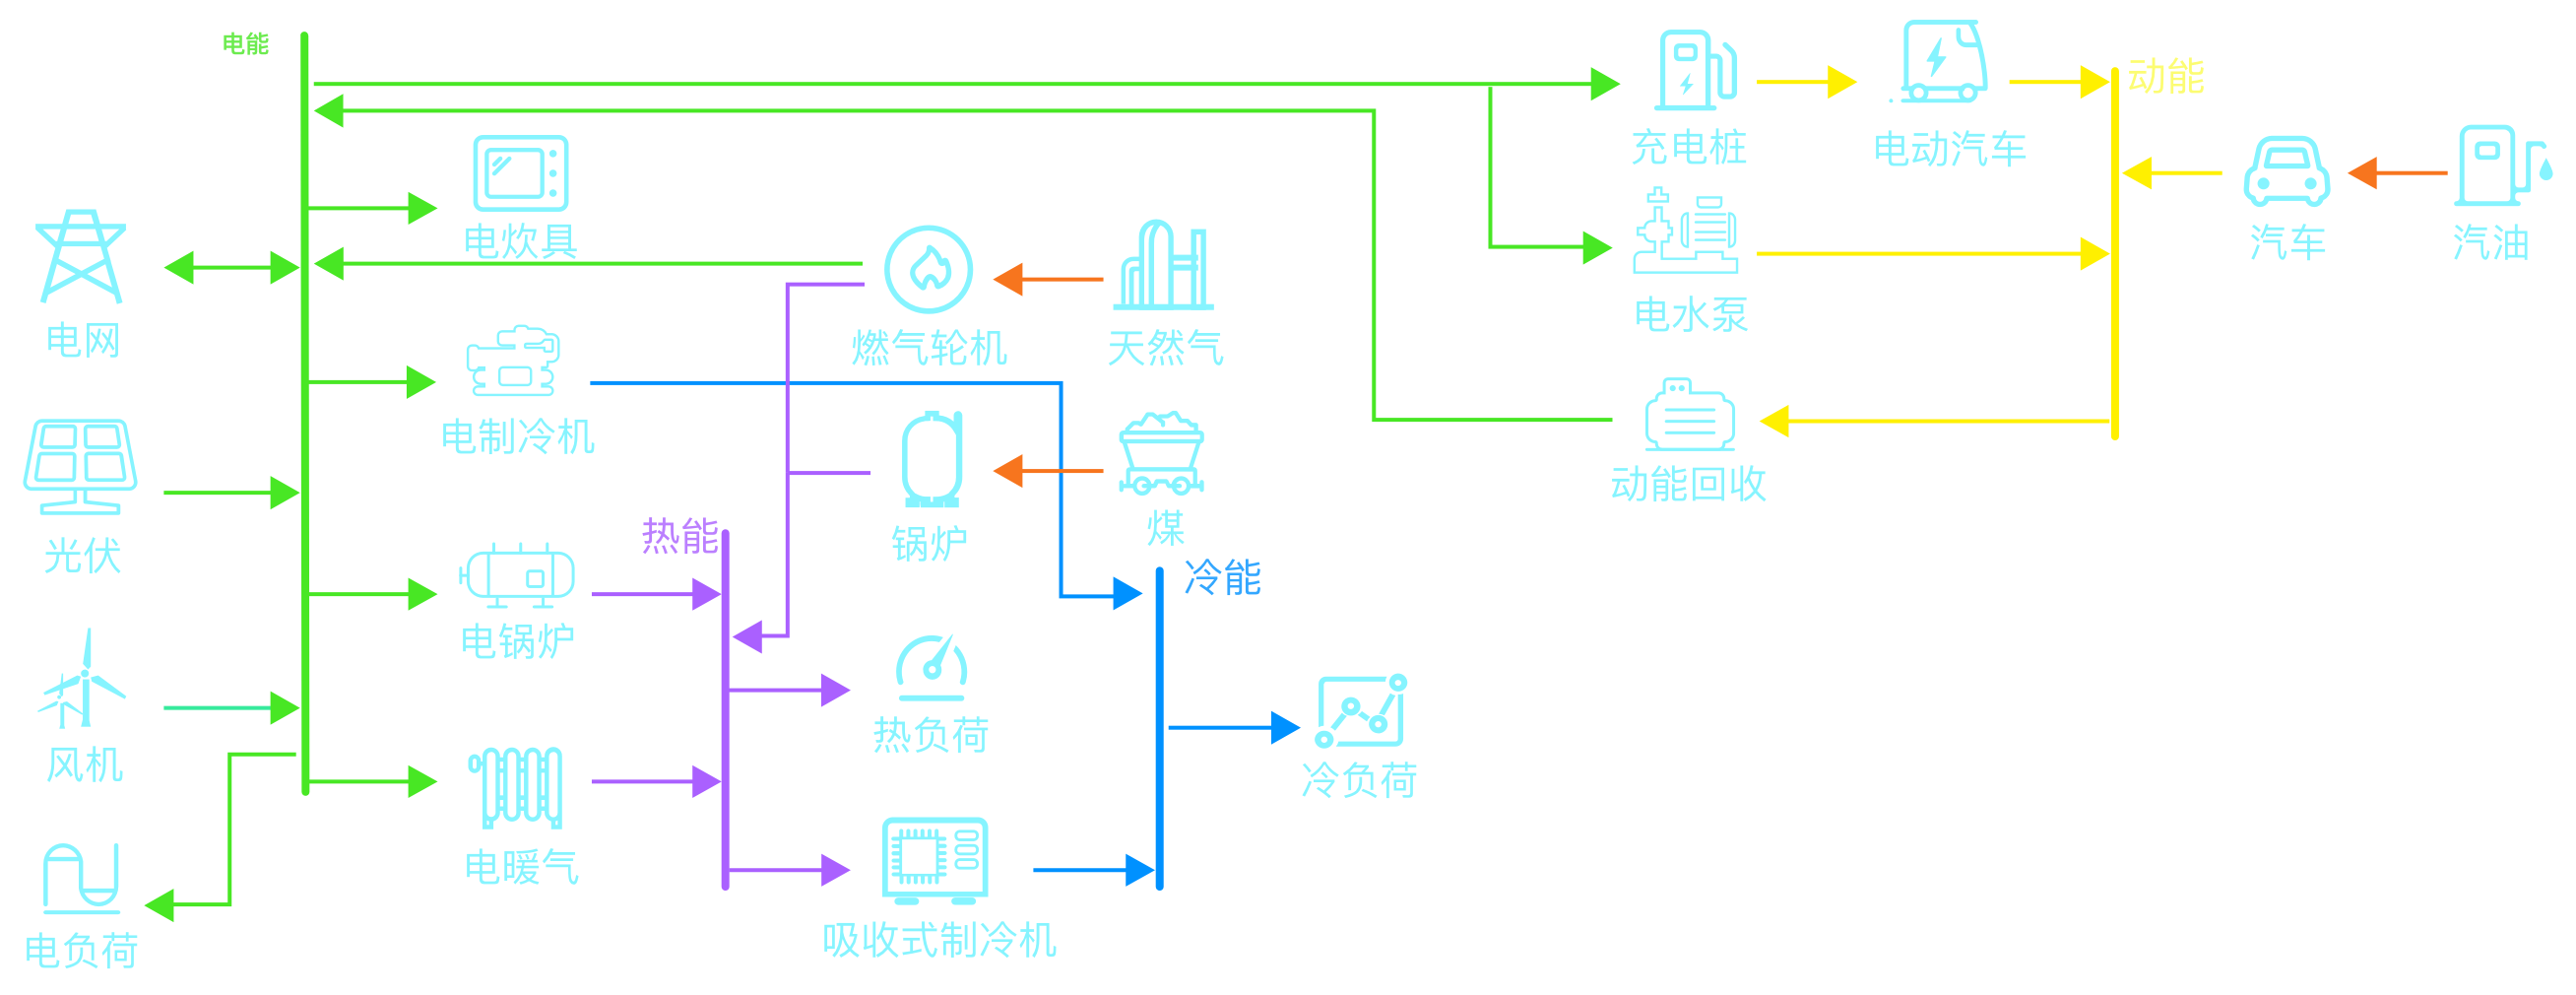 电能
动能
充电桩
电动汽车
电炊具
汽车
汽油
电网
电水泵
燃气轮机
天然气
电制冷机
动能回收
热能
锅炉
煤
冷能
光伏
电锅炉
热负荷
风机
冷负荷
电暖气
电负荷
吸收式制冷机